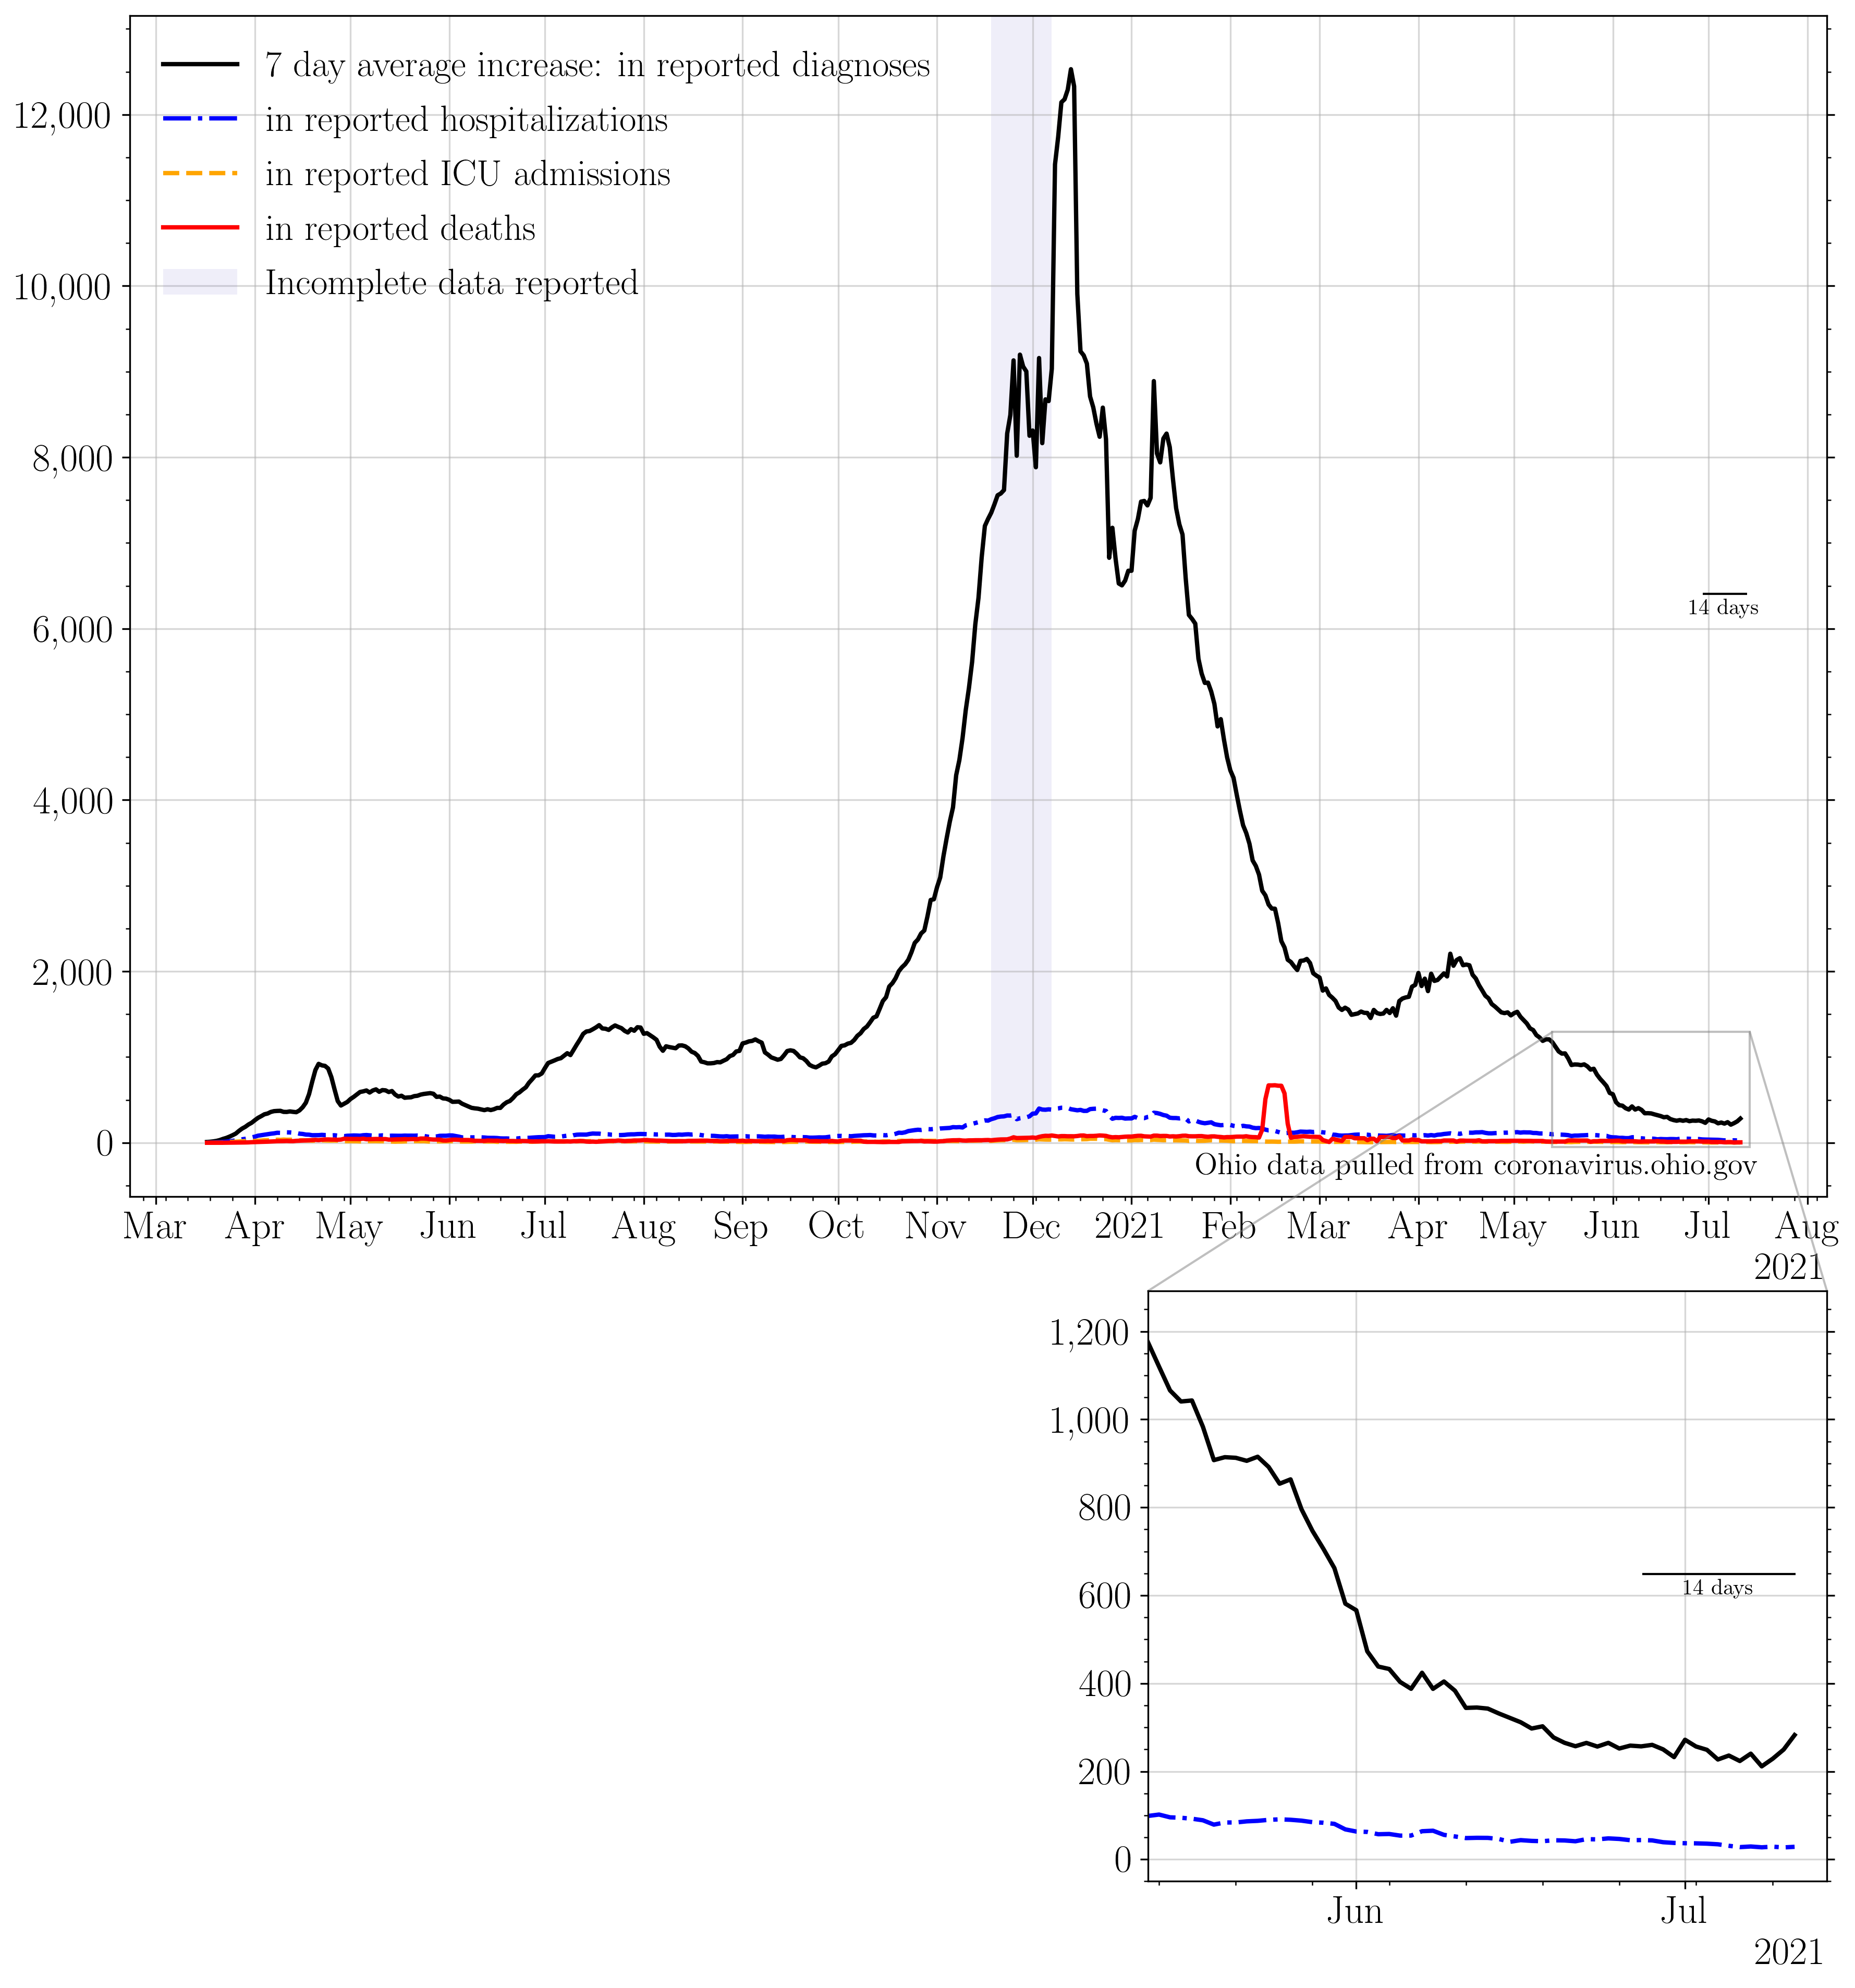 7 day average increase: in reported diagnoses
in reported hospitalizations
in reported ICU admissions
in reported deaths
Incomplete data reported
12,000
10,000
8,000
6,000
4,000
2,000
0
14 days
Ohio data pulled from coronavirus.ohio.gov
Mar Apr May Jun Jul Aug Sep Oct Nov Dec 2021 Feb Mar Apr May Jun Jul Aug
2021
1,200
1,000
800
600
400
200
0
14 days
Jun Jul
2021